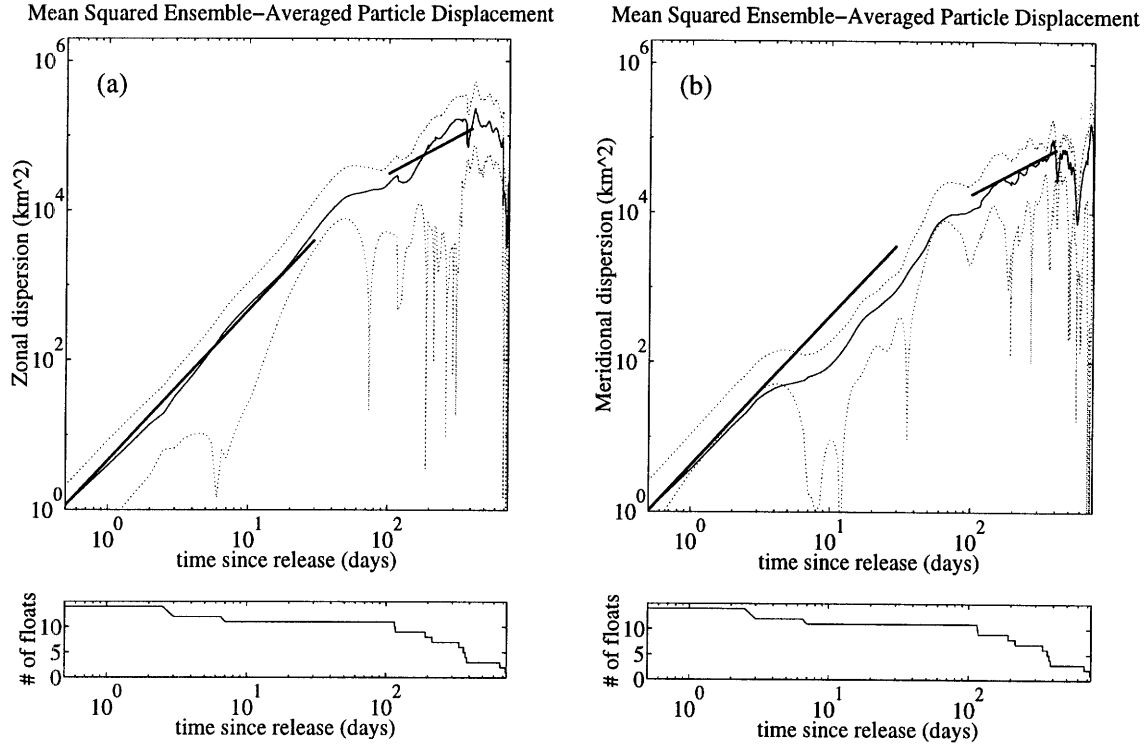 Mean Squared Ensemble−Averaged Particle Displacement
(a)
Zonal dispersion (km^2)
10^6
10^4
10^2
10^0
10^0 10^1 10^2
time since release (days)
# of floats
10
5
0
10^0 10^1 10^2
time since release (days)
Mean Squared Ensemble−Averaged Particle Displacement
(b)
Meridional dispersion (km^2)
10^6
10^4
10^2
10^0
10^0 10^1 10^2
time since release (days)
# of floats
10
5
0
10^0 10^1 10^2
time since release (days)